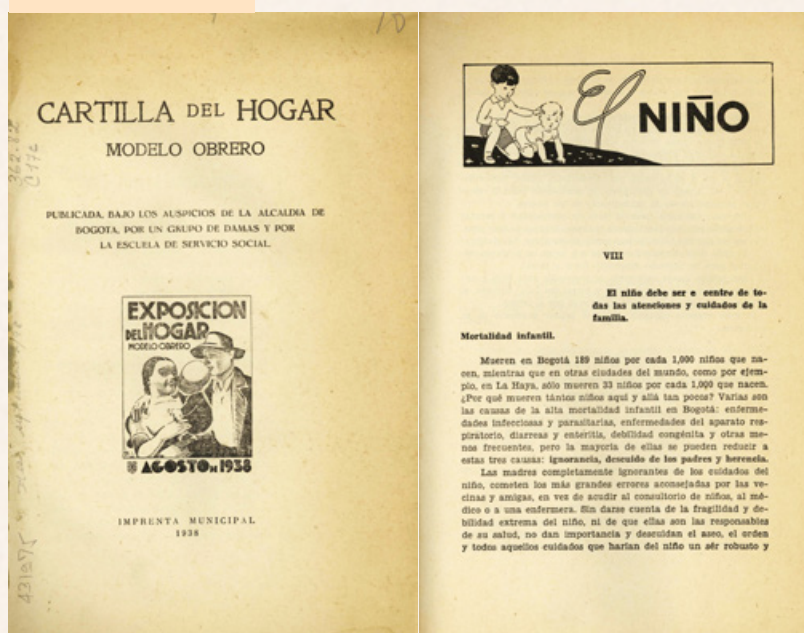 CARTILLA DEL HOGAR
MODELO OBRERO
PUBLICADA, BAJO LOS AUSPICIOS DE LA ALCALDIA DE
BOGOTA, POR UN GRUPO DE DAMAS Y POR
LA ESCUELA DE SERVICIO SOCIAL.
EXPOSICION
DEL HOGAR
MODELO OBRERO
AGOSTO DE 1938
IMPRENTA MUNICIPAL
1938
362.82
C172
431075
El NIÑO
VIII
El niño debe ser e centro de to-
das las atenciones y cuidados de la
familia.
Mortalidad infantil.
Mueren en Bogotá 189 niños por cada 1,000 niños que na-
cen, mientras que en otras ciudades del mundo, como por ejem-
plo, en La Haya, sólo mueren 33 niños por cada 1,000 que nacen.
¿Por qué mueren tántos niños aquí y allá tan pocos? Varias son
las causas de la alta mortalidad infantil en Bogotá: enferme-
dades infecciosas y parasitarias, enfermedades del aparato res-
piratorio, diarreas y enteritis, debilidad congénita y otras me-
nos frecuentes, pero la mayoría de ellas se pueden reducir a
estas tres causas: ignorancia, descuido de los padres y herencia.
Las madres completamente ignorantes de los cuidados del
niño, cometen los más grandes errores aconsejadas por las ve-
cinas y amigas, en vez de acudir al consultorio de niños, al mé-
dico o a una enfermera. Sin darse cuenta de la fragilidad y de-
bilidad extrema del niño, ni de que ellas son las responsables
de su salud, no dan importancia y descuidan el aseo, el orden
y todos aquellos cuidados que harían del niño un sér robusto y